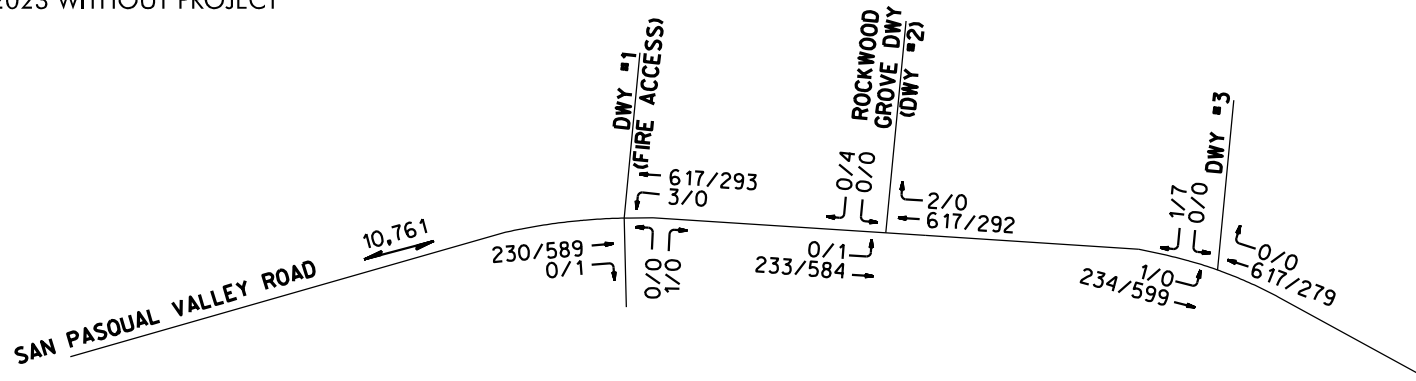 2023 WITHOUT PROJECT
DWY #1
(FIRE ACCESS)
617/293
3/0
230/589
0/1
0/0
1/0
10,761
SAN PASQUAL VALLEY ROAD
ROCKWOOD
GROVE DWY
(DWY #2)
0/4
0/0
2/0
617/292
0/1
233/584
DWY #3
1/7
0/0
0/0
617/279
1/0
234/599